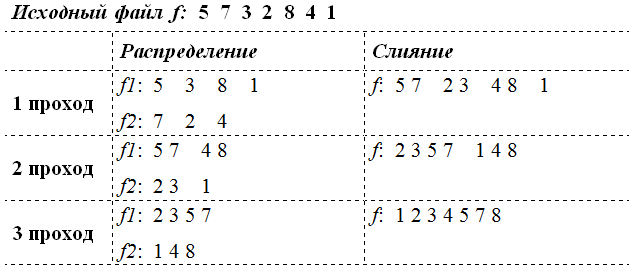 Исходный файл f: 5 7 3 2 8 4 1
Распределение Слияние
1 проход
f1: 5 3 8 1 f: 5 7 2 3 4 8 1
f2: 7 2 4
2 проход
f1: 5 7 4 8 f: 2 3 5 7 1 4 8
f2: 2 3 1
3 проход
f1: 2 3 5 7 f: 1 2 3 4 5 7 8
f2: 1 4 8